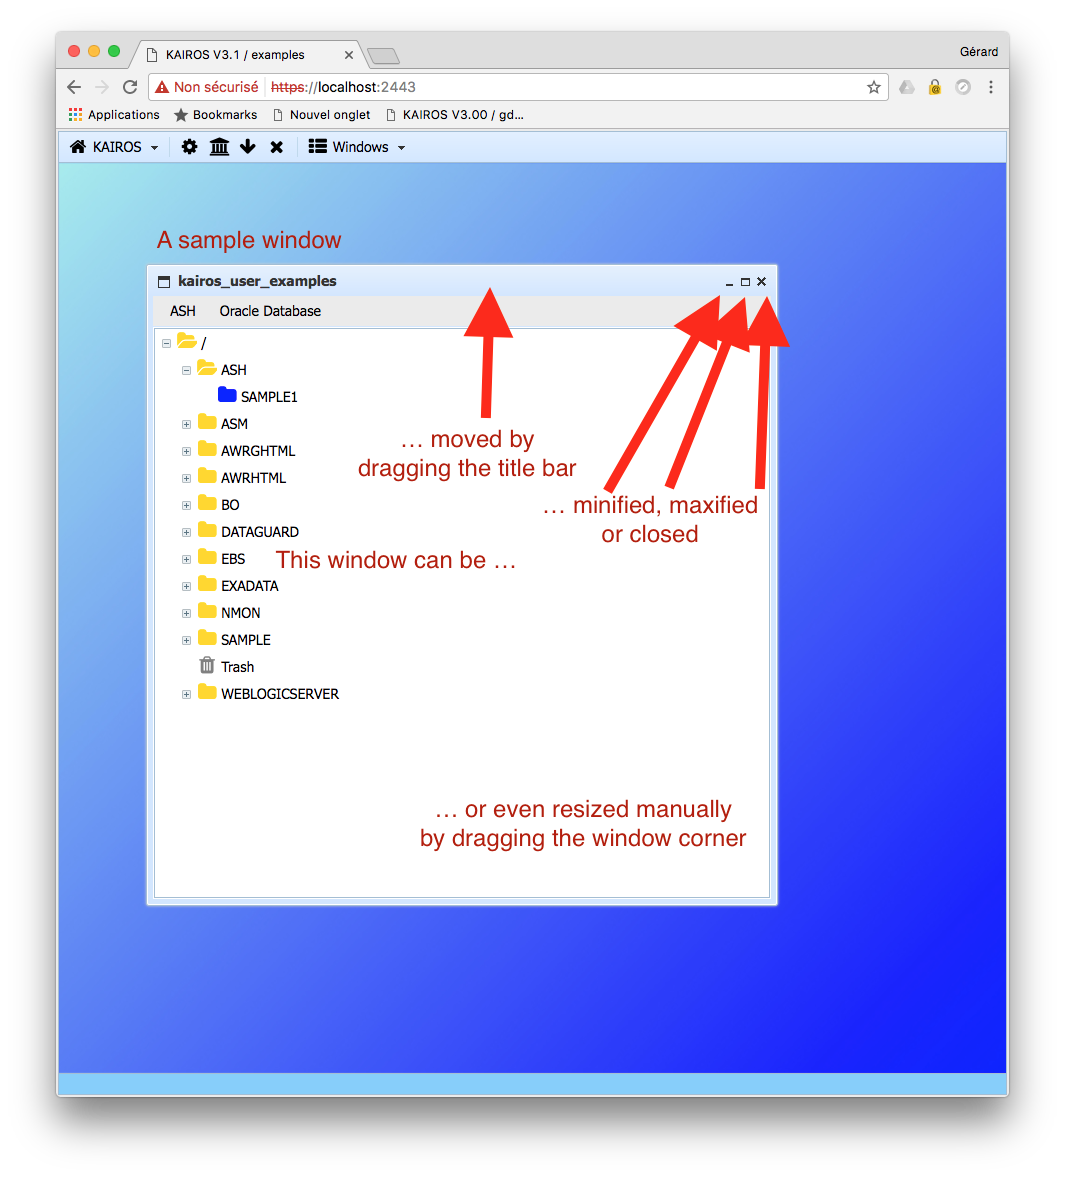 KAIROS V3.1 / examples
Gérard
Non sécurisé https://localhost:2443
Applications Bookmarks Nouvel onglet KAIROS V3.00 / gd...
KAIROS Windows
A sample window
kairos_user_examples
ASH Oracle Database
/
ASH
SAMPLE1
ASM
... moved by
dragging the title bar
AWRGHTML
AWRHTML
BO
... minified, maxified
or closed
DATAGUARD
EBS
This window can be ...
EXADATA
NMON
SAMPLE
Trash
WEBLOGICSERVER
... or even resized manually
by dragging the window corner